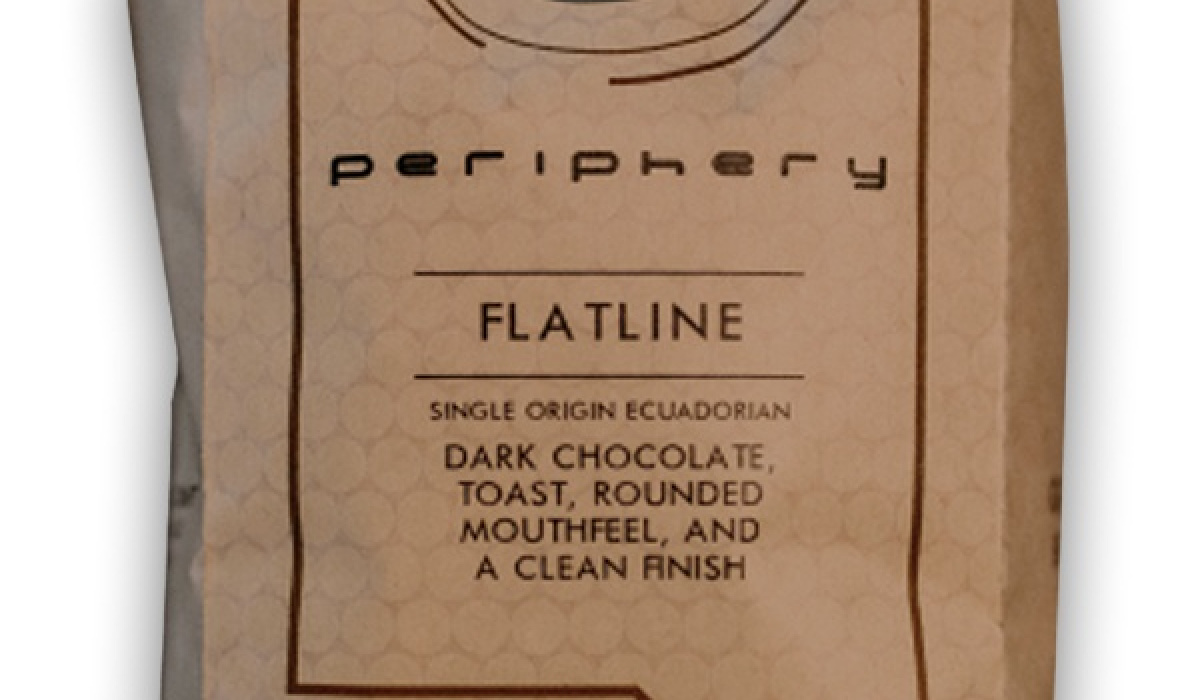 periphery
FLATLINE
SINGLE ORIGIN ECUADORIAN
DARK CHOCOLATE,
TOAST, ROUNDED
MOUTHFEEL, AND
A CLEAN FINISH